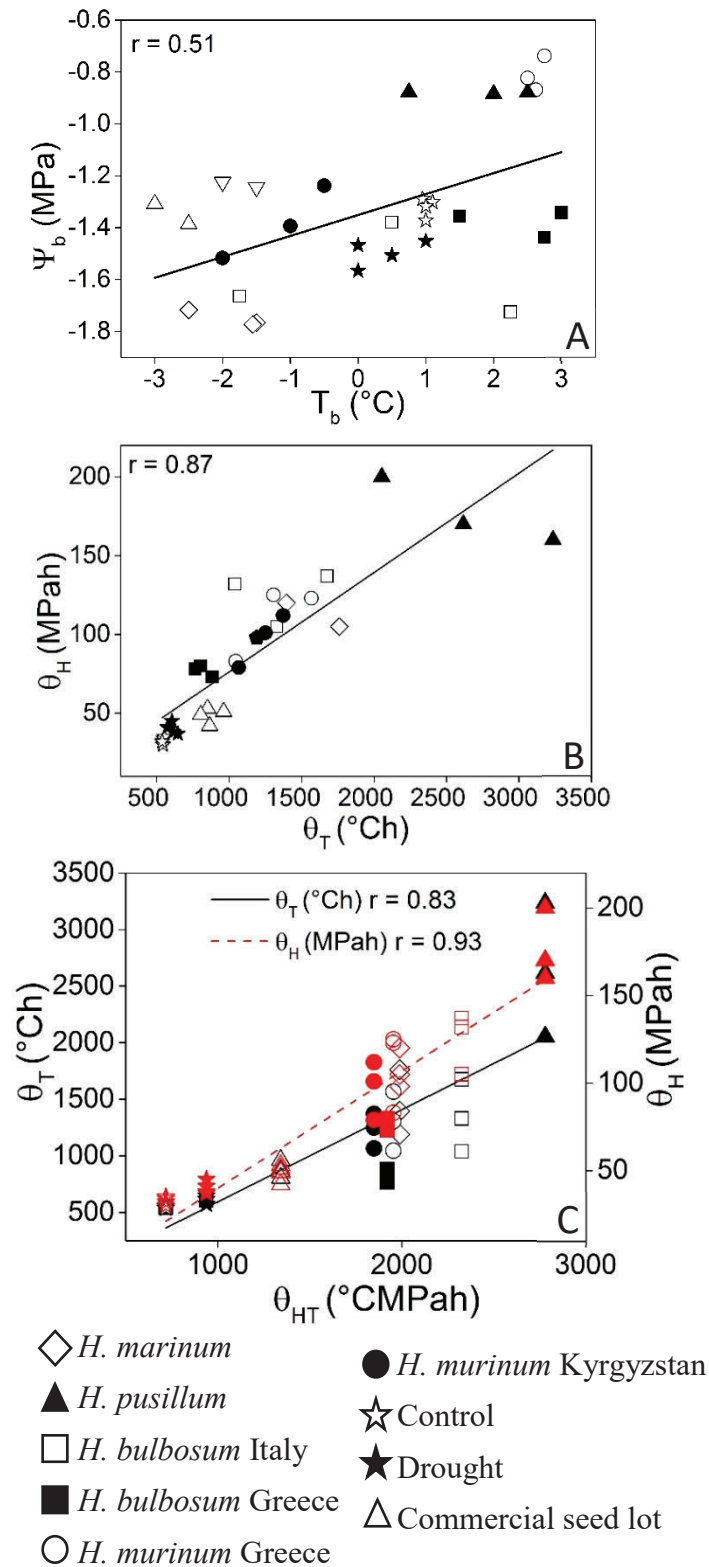 r = 0.51
-0.6
-0.8
-1.0
-1.2
-1.4
-1.6
-1.8
Ψb (MPa)
-3 -2 -1 0 1 2 3
Tb (°C)
A
r = 0.87
200
150
100
50
θH (MPah)
500 1000 1500 2000 2500 3000 3500
θT (°Ch)
B
3500
3000
2500
2000
1500
1000
500
θT (°Ch)
θT (°Ch) r = 0.83
θH (MPah) r = 0.93
200
150
100
50
θH (MPah)
1000 2000 3000
θHT (°CMPah)
C
H. marinum
H. pusillum
H. bulbosum Italy
H. bulbosum Greece
H. murinum Greece
H. murinum Kyrgyzstan
Control
Drought
Commercial seed lot